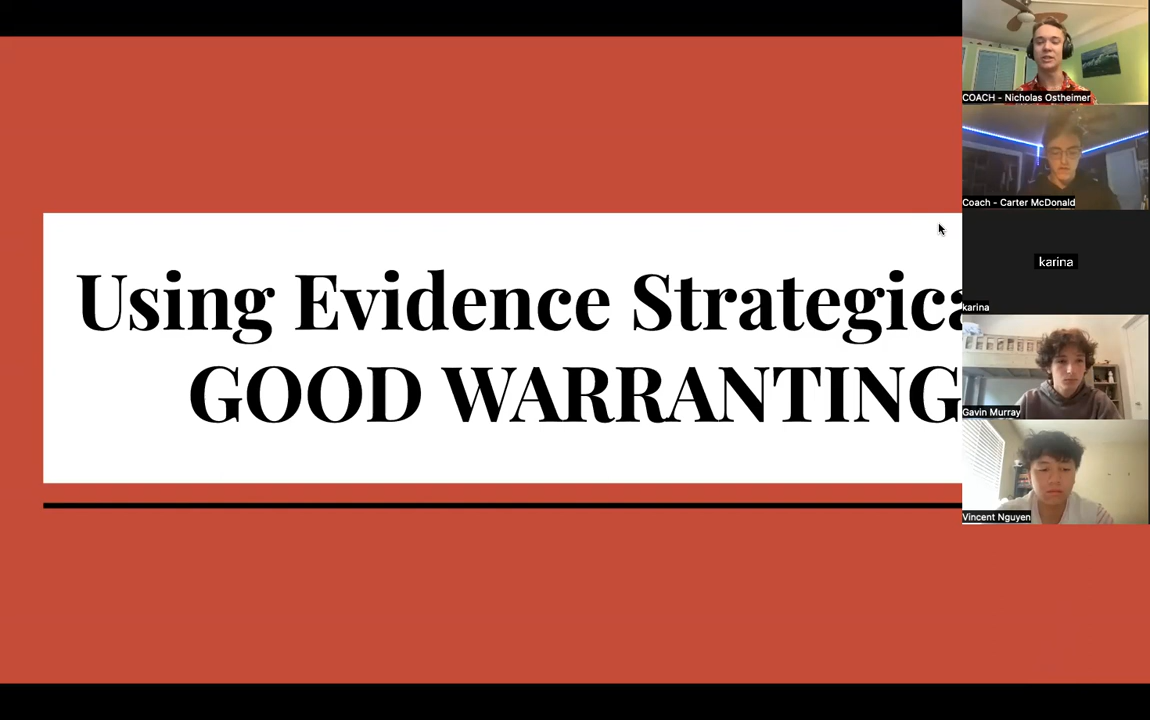 Using Evidence Strategica
GOOD WARRANTING
COACH - Nicholas Ostheimer
Coach - Carter McDonald
karina
karina
Gavin Murray
Vincent Nguyen